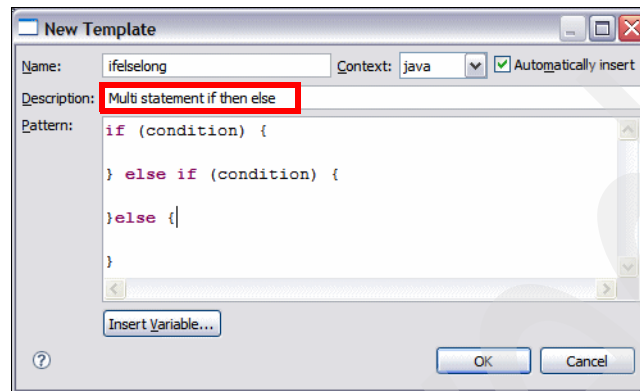 New Template
Name: ifelselong Context: java Automatically insert
Description: Multi statement if then else
Pattern: if (condition) {
} else if (condition) {
}else {
}
Insert Variable...
? OK Cancel